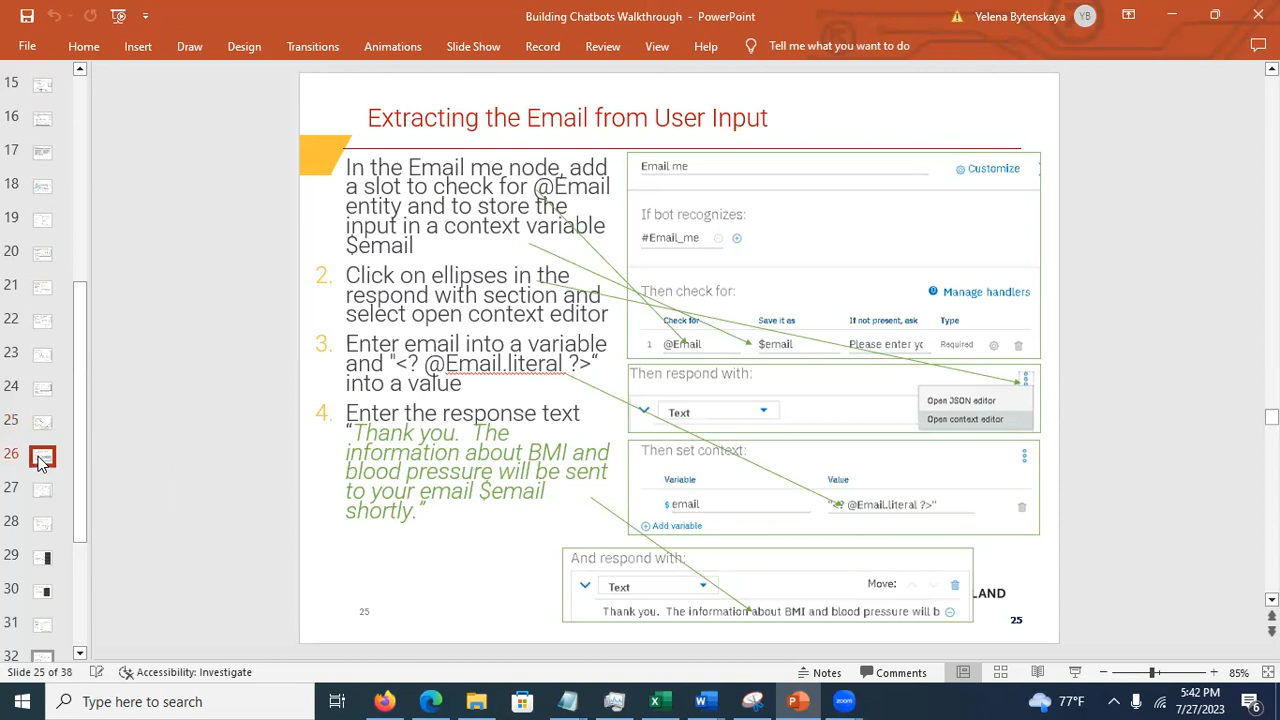 Building Chatbots Walkthrough - PowerPoint
Yelena Bytenskaya
YB
File
Home
Insert
Draw
Design
Transitions
Animations
Slide Show
Record
Review
View
Help
Tell me what you want to do
15
16
17
18
19
20
21
22
23
24
25
26
27
28
29
30
31
32
Extracting the Email from User Input
In the Email me node, add
a slot to check for @Email
entity and to store the
input in a context variable
$email
2. Click on ellipses in the
respond with section and
select open context editor
3. Enter email into a variable
and "<? @Email.literal ?>“
into a value
4. Enter the response text
“Thank you. The
information about BMI and
blood pressure will be sent
to your email $email
shortly.”
Email me
Customize
If bot recognizes:
#Email_me
Then check for:
Manage handlers
Check for
Save it as
If not present, ask
Type
1
@Email
$email
Please enter yo
Required
Then respond with:
Text
Open JSON editor
Open context editor
Then set context:
Variable
Value
$ email
"<? @Email.literal ?>"
Add variable
And respond with:
Text
Move:
Thank you. The information about BMI and blood pressure will b
LAND
25
25
Slide 25 of 38
Accessibility: Investigate
Notes
Comments
85%
Type here to search
zoom
77°F
5:42 PM
7/27/2023
6